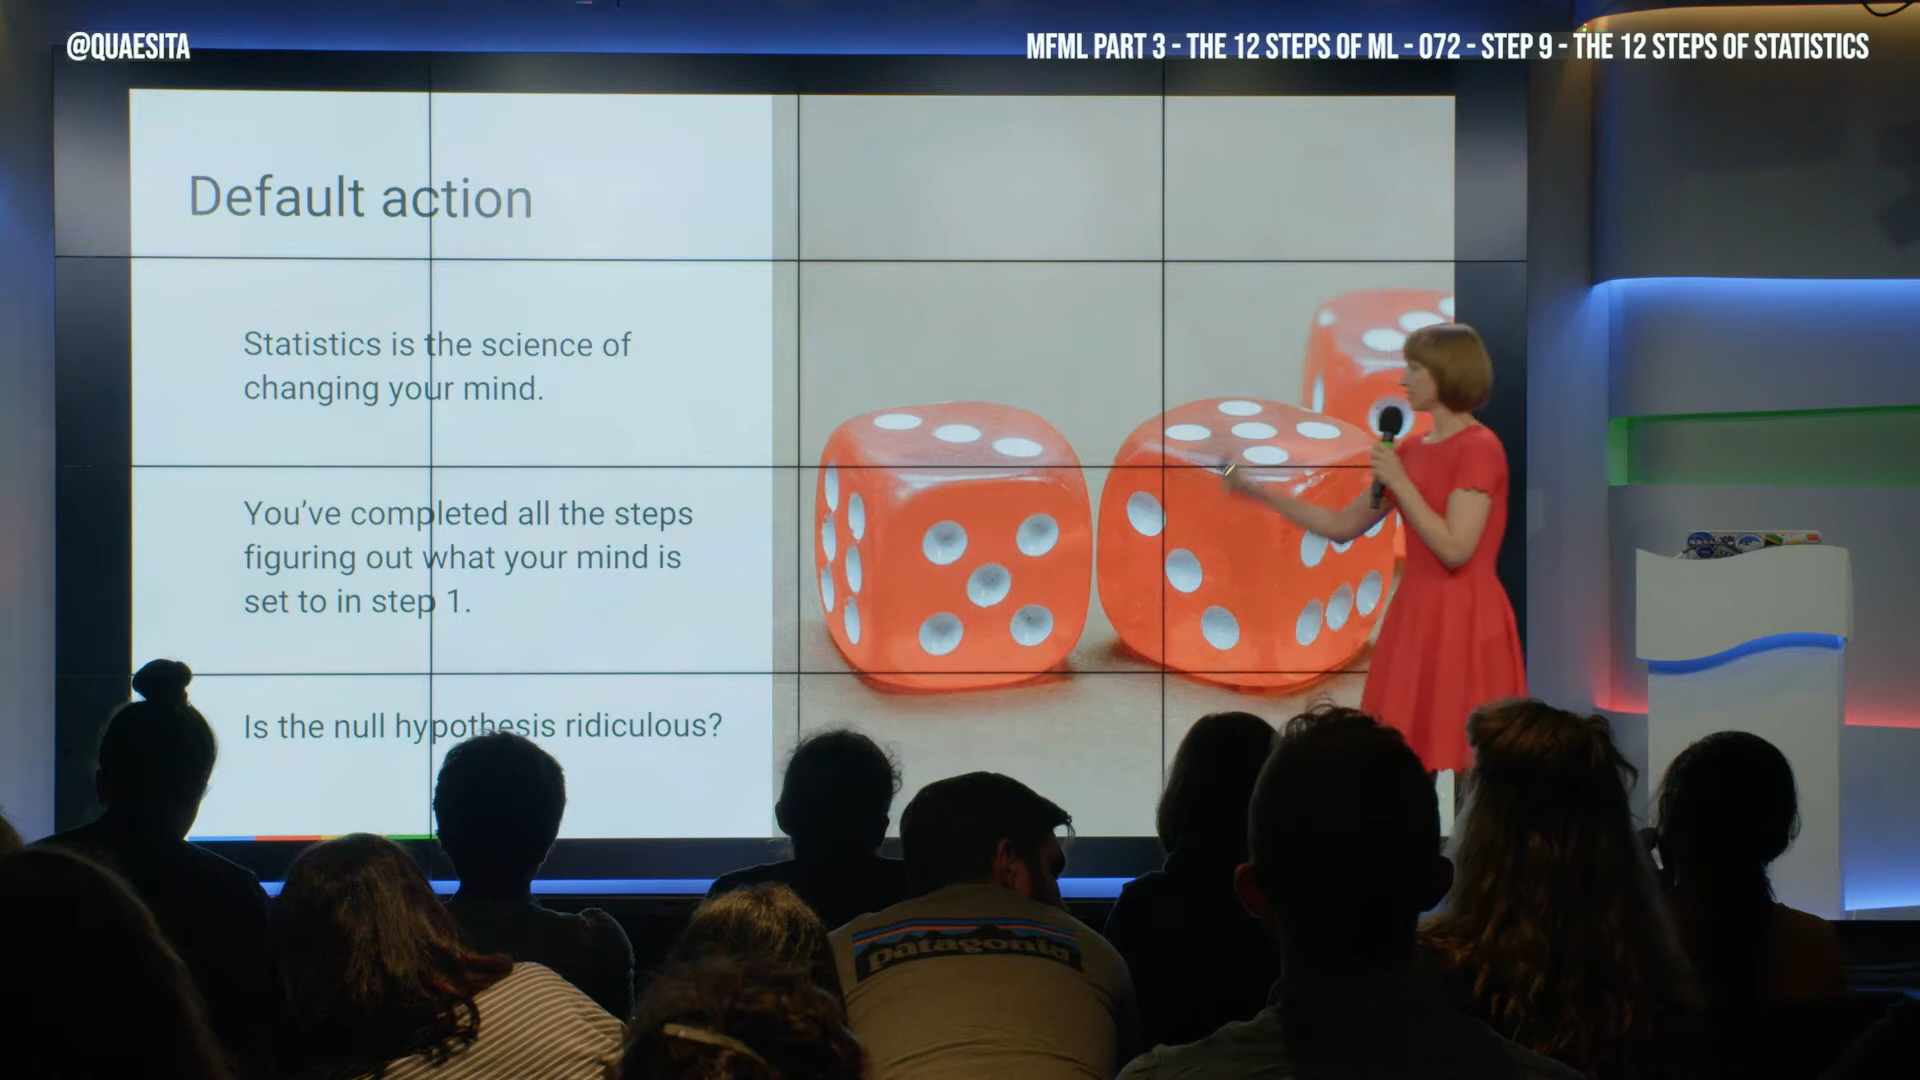 @QUAESITA
MFML PART 3 - THE 12 STEPS OF ML - 072 - STEP 9 - THE 12 STEPS OF STATISTICS
Default action
Statistics is the science of
changing your mind.
You've completed all the steps
figuring out what your mind is
set to in step 1.
Is the null hypothesis ridiculous?
NASA
patagonia